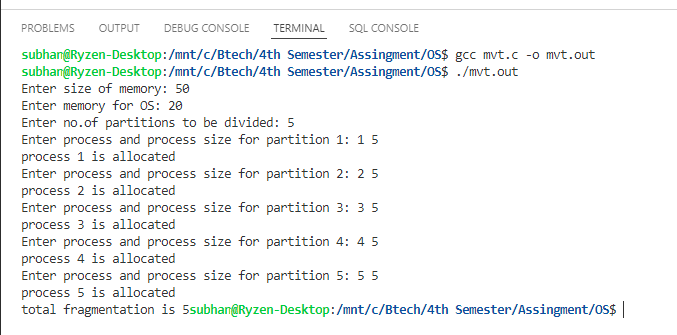 PROBLEMS OUTPUT DEBUG CONSOLE TERMINAL SQL CONSOLE
subhan@Ryzen-Desktop:/mnt/c/Btech/4th Semester/Assingment/OS$ gcc mvt.c -o mvt.out
subhan@Ryzen-Desktop:/mnt/c/Btech/4th Semester/Assingment/OS$ ./mvt.out
Enter size of memory: 50
Enter memory for OS: 20
Enter no.of partitions to be divided: 5
Enter process and process size for partition 1: 1 5
process 1 is allocated
Enter process and process size for partition 2: 2 5
process 2 is allocated
Enter process and process size for partition 3: 3 5
process 3 is allocated
Enter process and process size for partition 4: 4 5
process 4 is allocated
Enter process and process size for partition 5: 5 5
process 5 is allocated
total fragmentation is 5subhan@Ryzen-Desktop:/mnt/c/Btech/4th Semester/Assingment/OS$